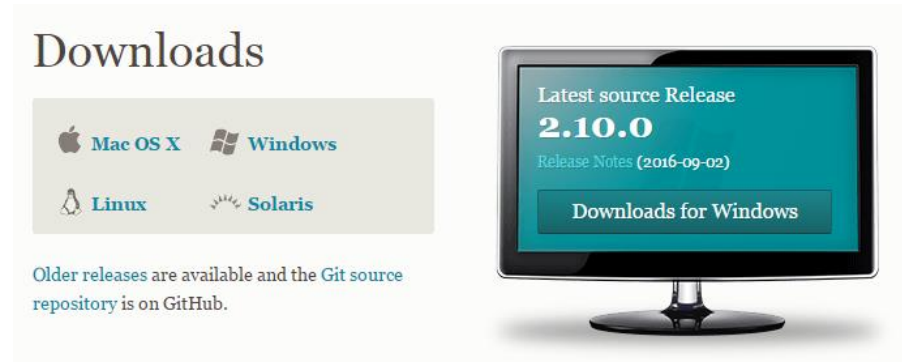 Downloads
Mac OS X
Windows
Linux
Solaris
Older releases are available and the Git source
repository is on GitHub.
Latest source Release
2.10.0
Release Notes (2016-09-02)
Downloads for Windows